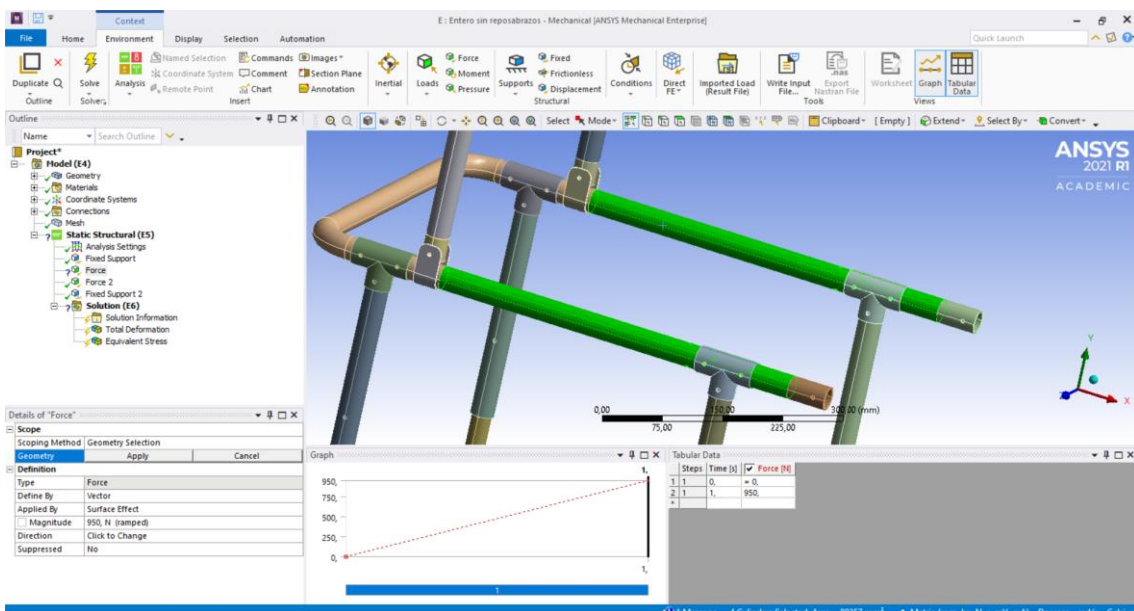 Context
E : Entero sin reposabrazos - Mechanical [ANSYS Mechanical Enterprise]
File Home Environment Display Selection Automation
Quick Launch
Duplicate Q
Outline
Solve
Solver
Analysis
Named Selection
Coordinate System
Remote Point
Commands
Comment
Chart
Images
Section Plane
Annotation
Insert
Inertial
Loads
Force
Moment
Pressure
Supports
Fixed
Frictionless
Displacement
Conditions
Direct FE
Structural
Imported Load (Result File)
Write Input File...
Export Nastran File
Tools
Worksheet
Graph
Tabular Data
Views
Outline
Name Search Outline
Select Mode Clipboard [Empty] Extend Select By Convert
Project*
Model (E4)
Geometry
Materials
Coordinate Systems
Connections
Mesh
Static Structural (E5)
Analysis Settings
Fixed Support
Force
Force 2
Fixed Support 2
Solution (E6)
Solution Information
Total Deformation
Equivalent Stress
ANSYS
2021 R1
ACADEMIC
Y
X
0,00 150,00 300,00 (mm)
75,00 225,00
Details of "Force"
Scope
Scoping Method Geometry Selection
Geometry Apply Cancel
Definition
Type Force
Define By Vector
Applied By Surface Effect
Magnitude 950, N (ramped)
Direction Click to Change
Suppressed No
Graph
1,
950,
750,
500,
250,
0,
1,
1
Tabular Data
Steps Time [s] Force [N]
1 1 0, = 0,
2 1 1, 950,
*